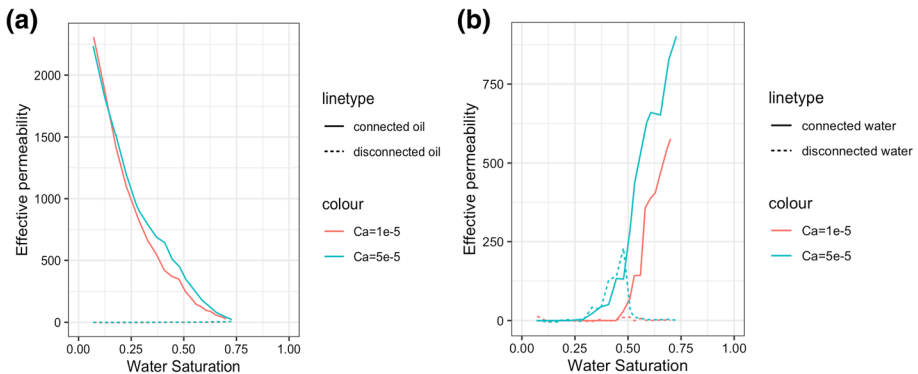 (a)
Effective permeability
2000
1500
1000
500
0
0.00 0.25 0.50 0.75 1.00
Water Saturation
linetype
connected oil
disconnected oil
colour
Ca=1e-5
Ca=5e-5
(b)
Effective permeability
750
500
250
0
0.00 0.25 0.50 0.75 1.00
Water Saturation
linetype
connected water
disconnected water
colour
Ca=1e-5
Ca=5e-5